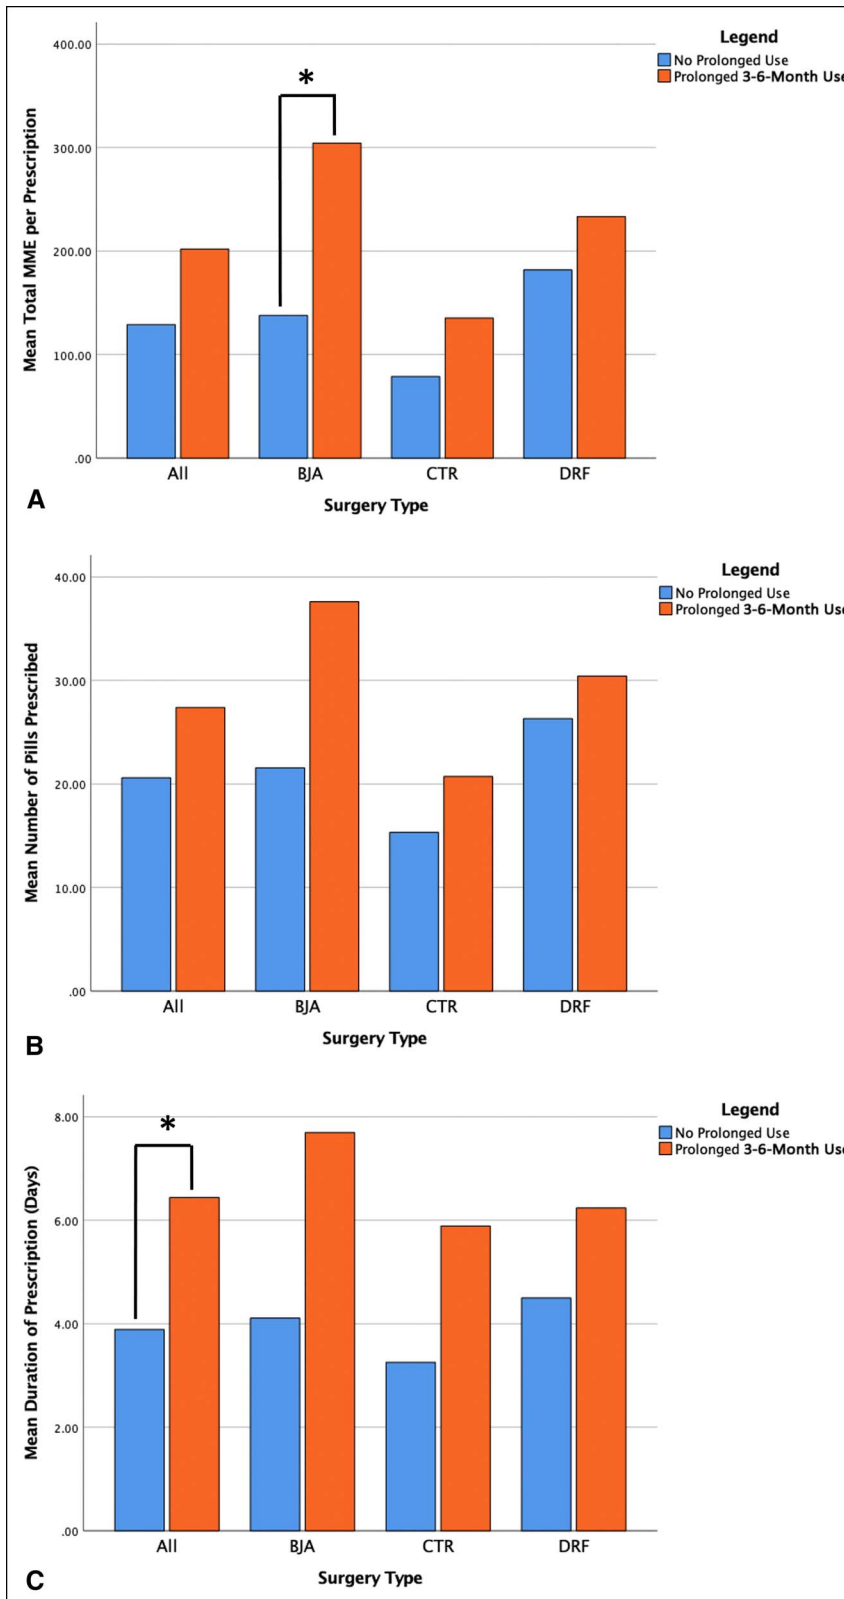 Legend
No Prolonged Use
Prolonged 3-6-Month Use
*
Mean Total MME per Prescription
400.00
300.00
200.00
100.00
.00
All BJA CTR DRF
Surgery Type
A
Legend
No Prolonged Use
Prolonged 3-6-Month Use
Mean Number of Pills Prescribed
40.00
30.00
20.00
10.00
.00
All BJA CTR DRF
Surgery Type
B
Legend
No Prolonged Use
Prolonged 3-6-Month Use
*
Mean Duration of Prescription (Days)
8.00
6.00
4.00
2.00
.00
All BJA CTR DRF
Surgery Type
C